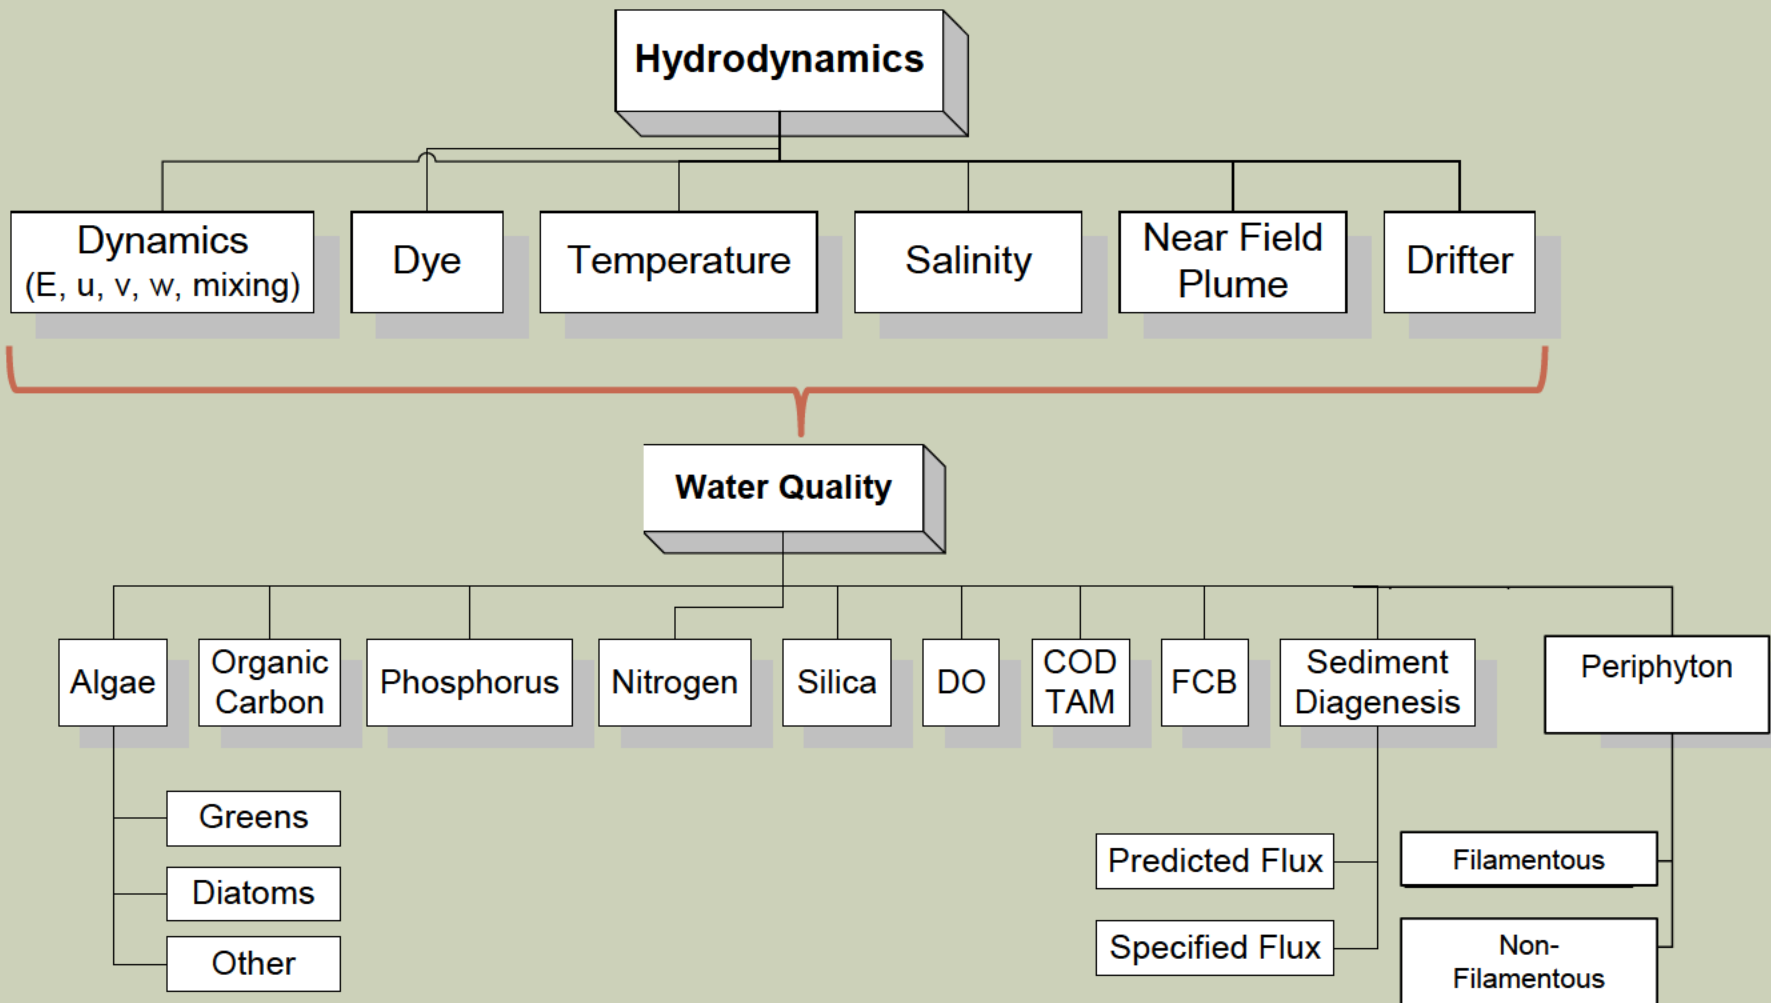 Hydrodynamics
Dynamics
(E, u, v, w, mixing)
Dye
Temperature
Salinity
Near Field
Plume
Drifter
Water Quality
Algae
Organic
Carbon
Phosphorus
Nitrogen
Silica
DO
COD
TAM
FCB
Sediment
Diagenesis
Periphyton
Greens
Diatoms
Other
Predicted Flux
Specified Flux
Filamentous
Non-
Filamentous